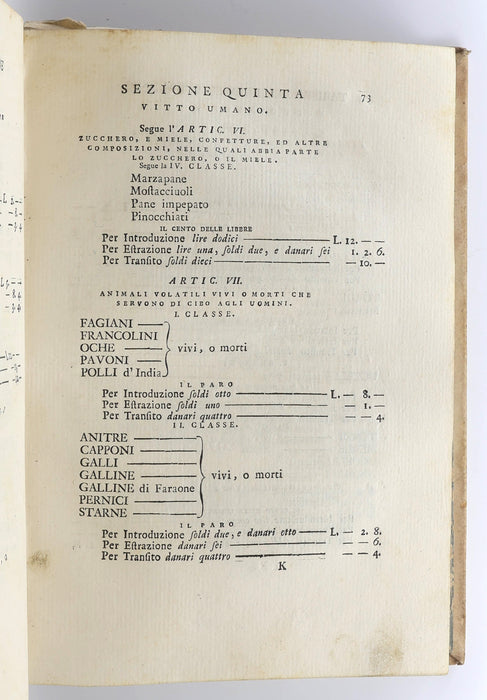 SEZIONE QUINTA
73
VITTO UMANO.
Segue l'ARTIC. VI.
ZUCCHERO, E MIELE, CONFETTURE, ED ALTRE
COMPOSIZIONI, NELLE QUALI ABBIA PARTE
LO ZUCCHERO, O IL MIELE.
Segue la IV. CLASSE.
Marzapane
Moſtacciuoli
Pane impepato
Pinocchiati
IL CENTO DELLE LIBBRE
Per Introduzione lire dodici — L. 12. — —
Per Eſtrazione lire una, ſoldi due, e danari ſei 1. 2. 6.
Per Tranſito ſoldi dieci — — 10. —
ARTIC. VII.
ANIMALI VOLATILI VIVI O MORTI CHE
SERVONO DI CIBO AGLI UOMINI.
I. CLASSE.
FAGIANI —
FRANCOLINI
OCHE — vivi, o morti
PAVONI —
POLLI d'India
IL PARO
Per Introduzione ſoldi otto — L. — 8. —
Per Eſtrazione ſoldi uno — — 1. —
Per Tranſito danari quattro — — — 4.
II. CLASSE.
ANITRE —
CAPPONI —
GALLI —
GALLINE — vivi, o morti
GALLINE di Faraone
PERNICI —
STARNE —
IL PARO
Per Introduzione ſoldi due, e danari otto — L. — 2. 8.
Per Eſtrazione danari ſei — — — 6.
Per Tranſito danari quattro — — — 4.
K